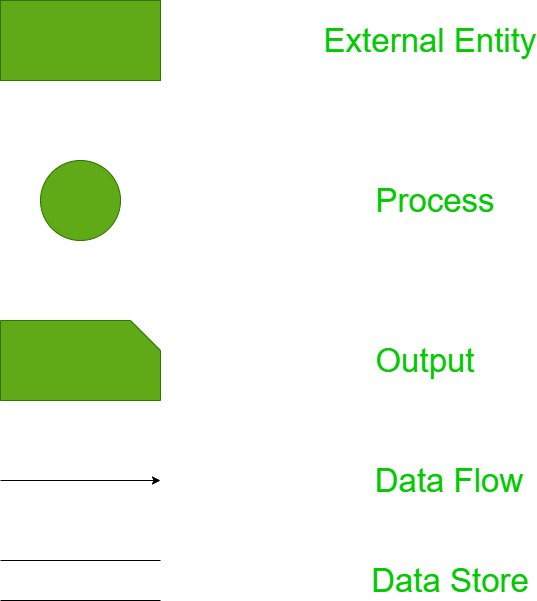 External Entity
Process
Output
Data Flow
Data Store